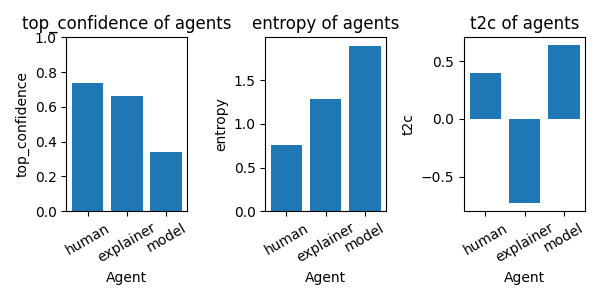 top_confidence of agents
top_confidence
1.0
0.8
0.6
0.4
0.2
0.0
human
explainer
model
Agent
entropy of agents
entropy
1.5
1.0
0.5
0.0
human
explainer
model
Agent
t2c of agents
t2c
0.5
0.0
−0.5
human
explainer
model
Agent